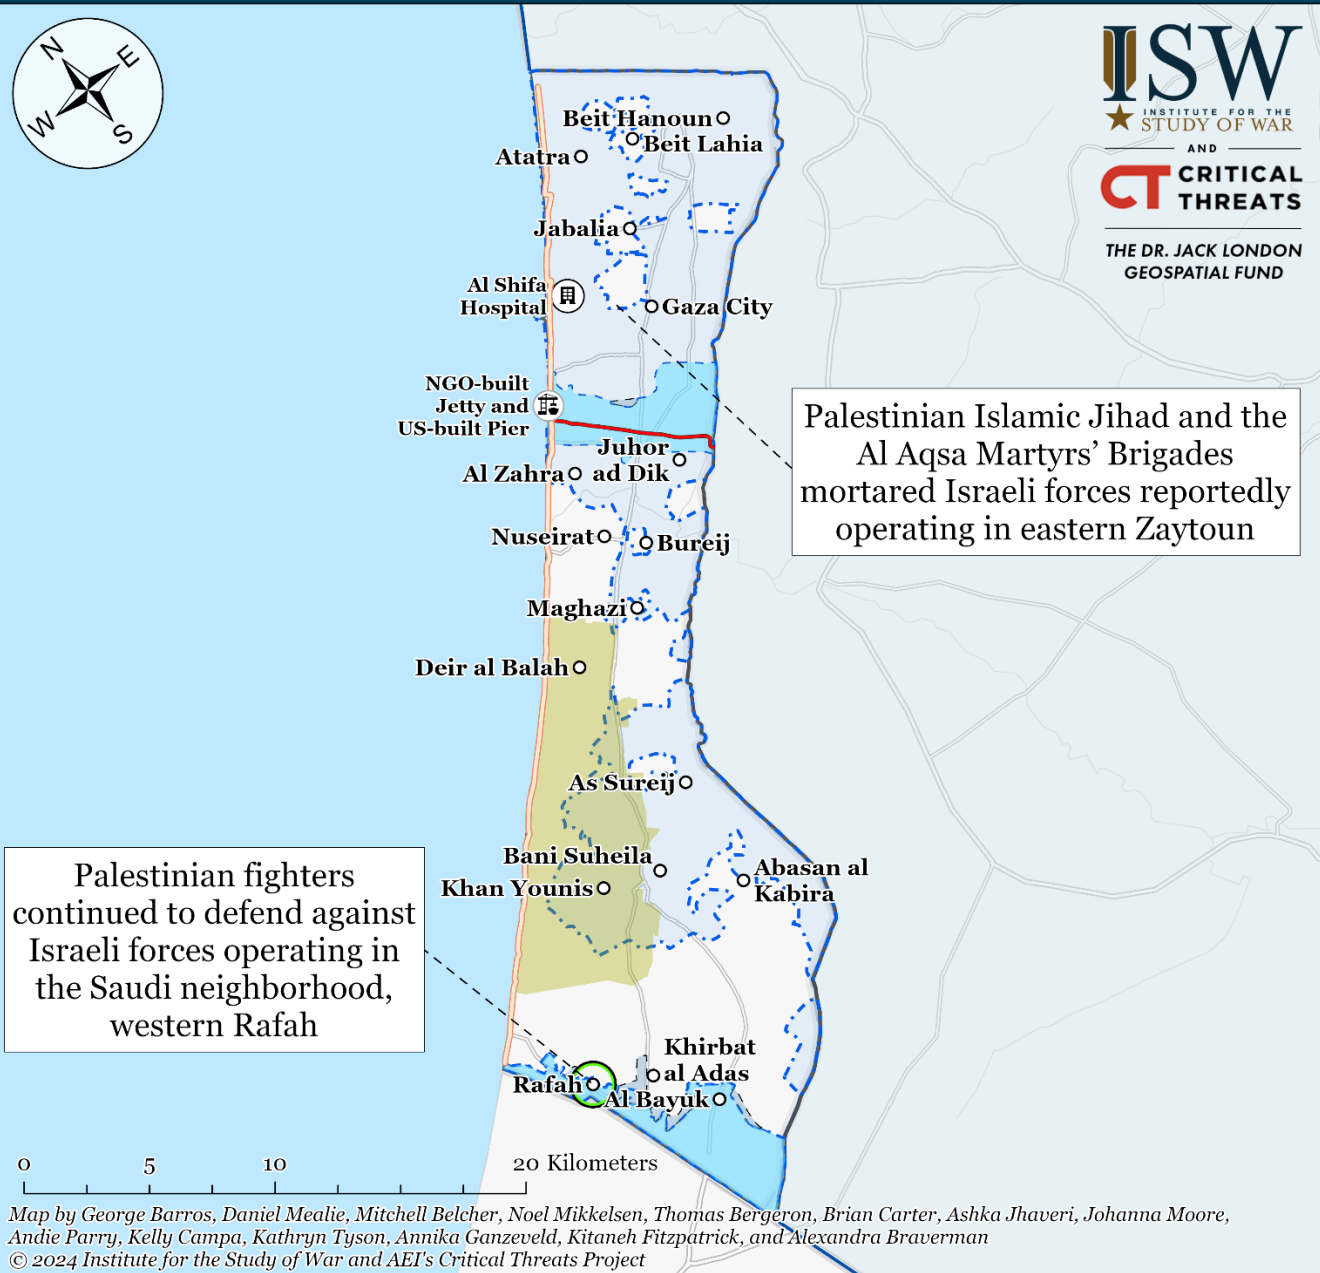 N
E
W
S
ISW
INSTITUTE FOR THE
STUDY OF WAR
AND
CT CRITICAL
THREATS
THE DR. JACK LONDON
GEOSPATIAL FUND
Beit Hanoun
Beit Lahia
Atatra
Jabalia
Al Shifa
Hospital
Gaza City
NGO-built
Jetty and
US-built Pier
Palestinian Islamic Jihad and the
Al Aqsa Martyrs’ Brigades
mortared Israeli forces reportedly
operating in eastern Zaytoun
Juhor
ad Dik
Al Zahra
Nuseirat
Bureij
Maghazi
Deir al Balah
As Sureij
Bani Suheila
Abasan al
Kabira
Khan Younis
Palestinian fighters
continued to defend against
Israeli forces operating in
the Saudi neighborhood,
western Rafah
Khirbat
al Adas
Rafah
Al Bayuk
0 5 10 20 Kilometers
Map by George Barros, Daniel Mealie, Mitchell Belcher, Noel Mikkelsen, Thomas Bergeron, Brian Carter, Ashka Jhaveri, Johanna Moore,
Andie Parry, Kelly Campa, Kathryn Tyson, Annika Ganzeveld, Kitaneh Fitzpatrick, and Alexandra Braverman
© 2024 Institute for the Study of War and AEI's Critical Threats Project